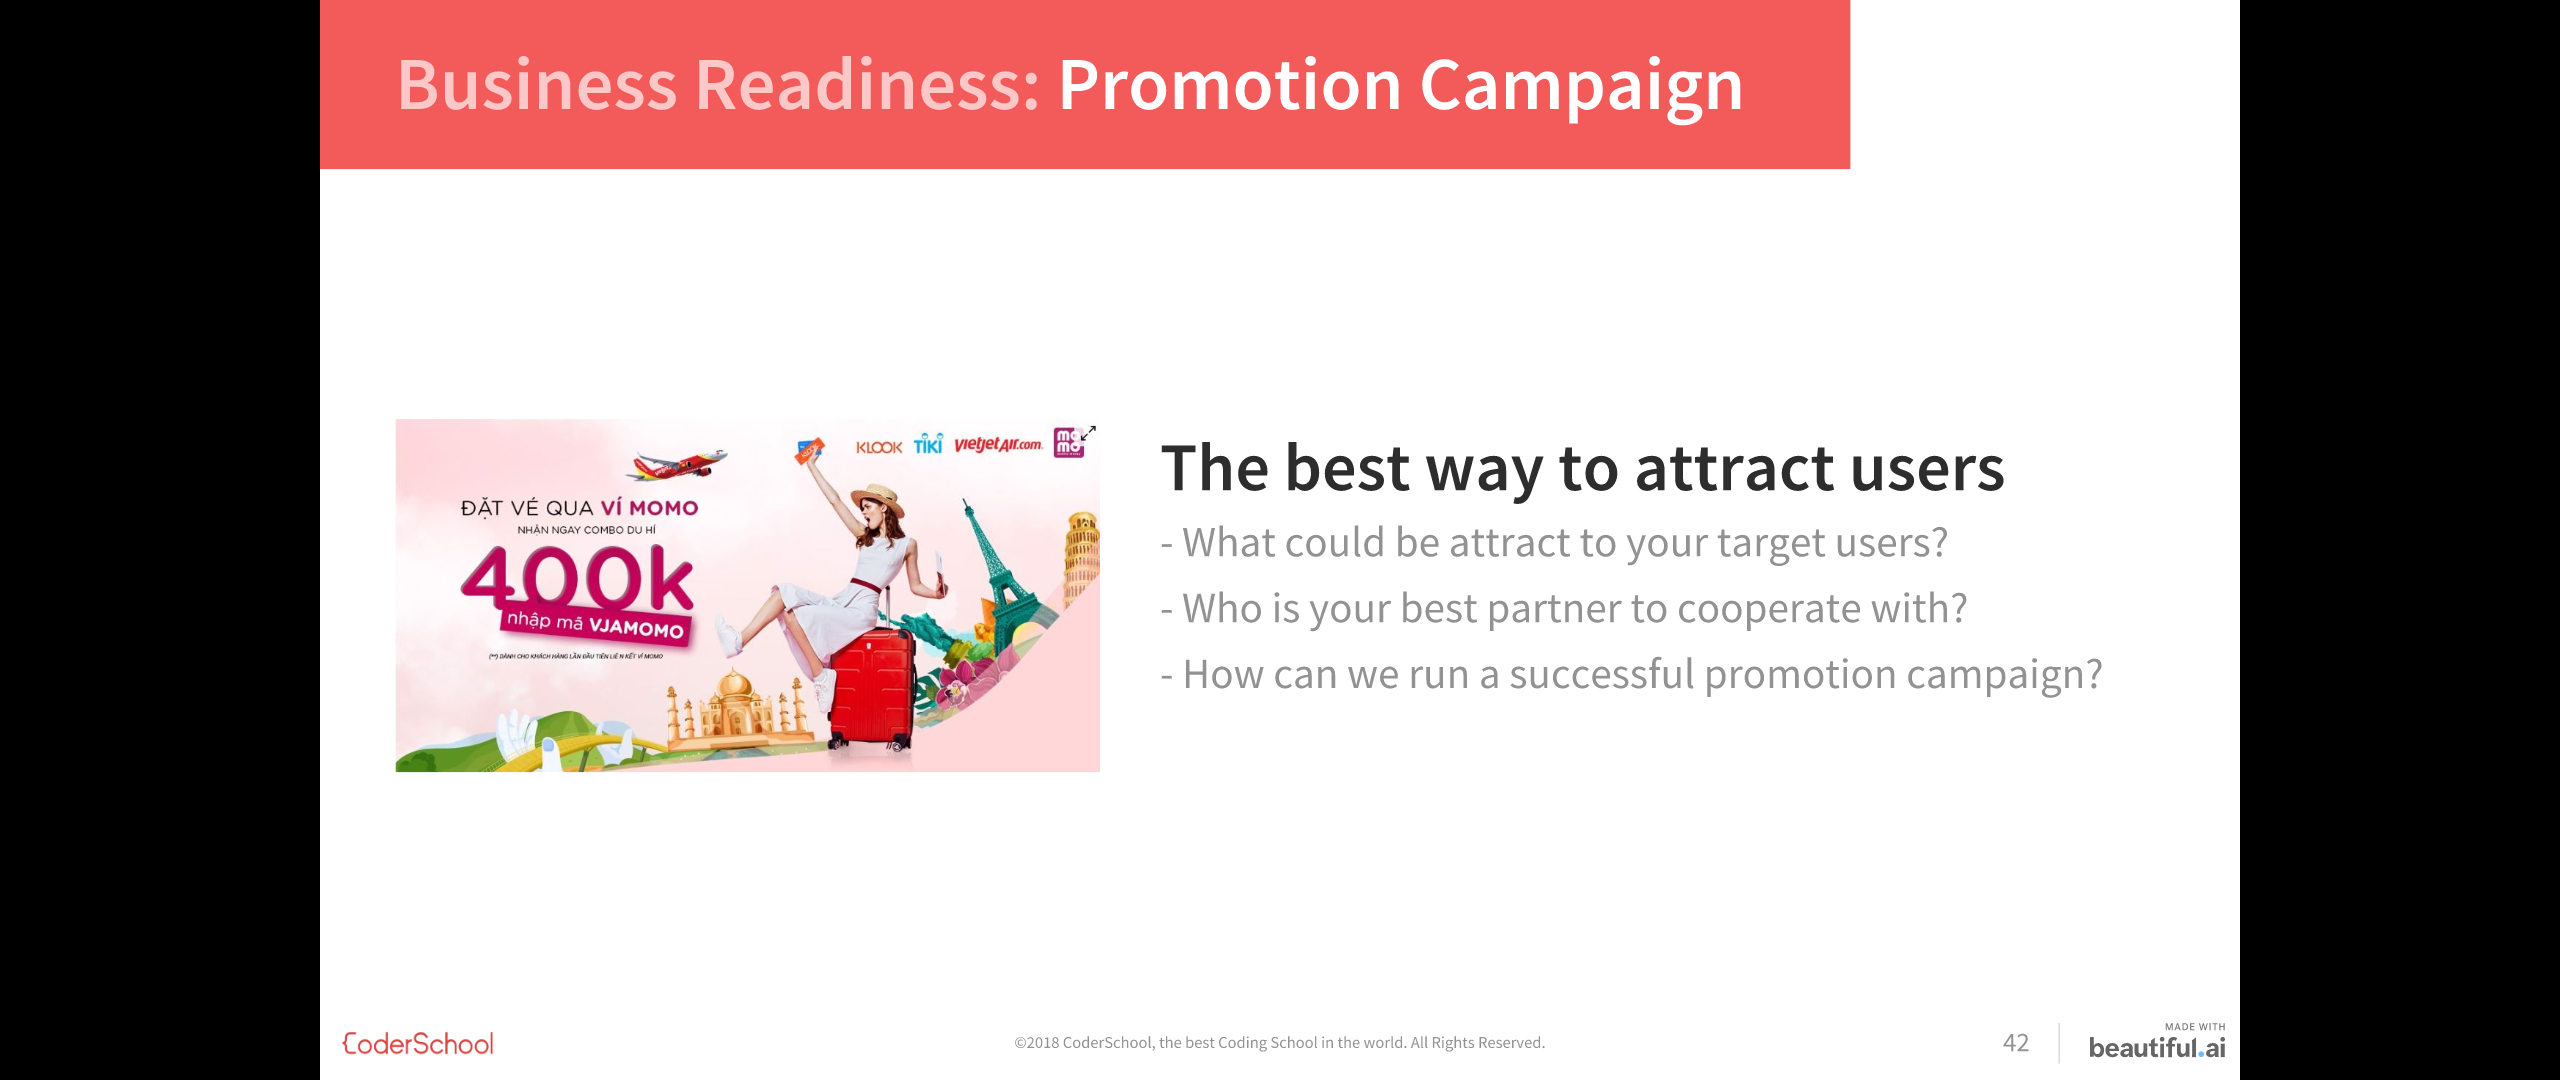 Business Readiness: Promotion Campaign
KLOOK TIKI vietjetAir.com momo
ĐẶT VÉ QUA VÍ MOMO
NHẬN NGAY COMBO DU HÍ
400k
nhập mã VJAMOMO
(**) DÀNH CHO KHÁCH HÀNG LẦN ĐẦU TIÊN LIÊN KẾT VÍ MOMO
The best way to attract users
- What could be attract to your target users?
- Who is your best partner to cooperate with?
- How can we run a successful promotion campaign?
CoderSchool
©2018 CoderSchool, the best Coding School in the world. All Rights Reserved.
42
MADE WITH
beautiful.ai